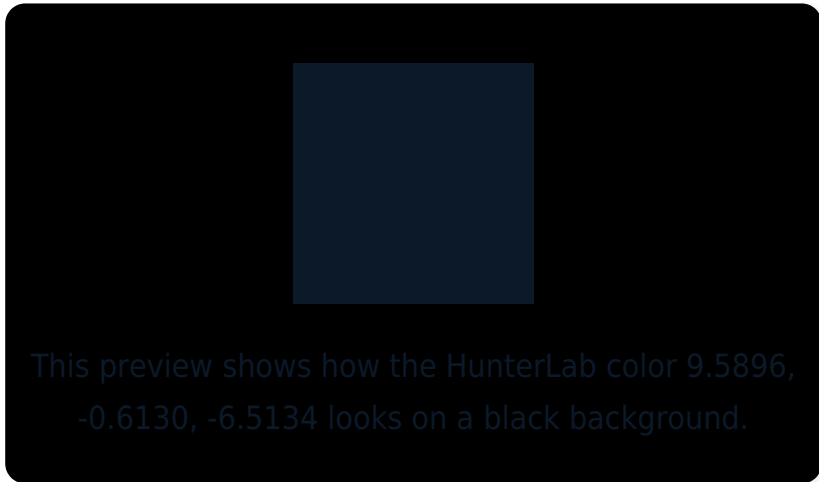 This preview shows how the HunterLab color 9.5896,
-0.6130, -6.5134 looks on a black background.